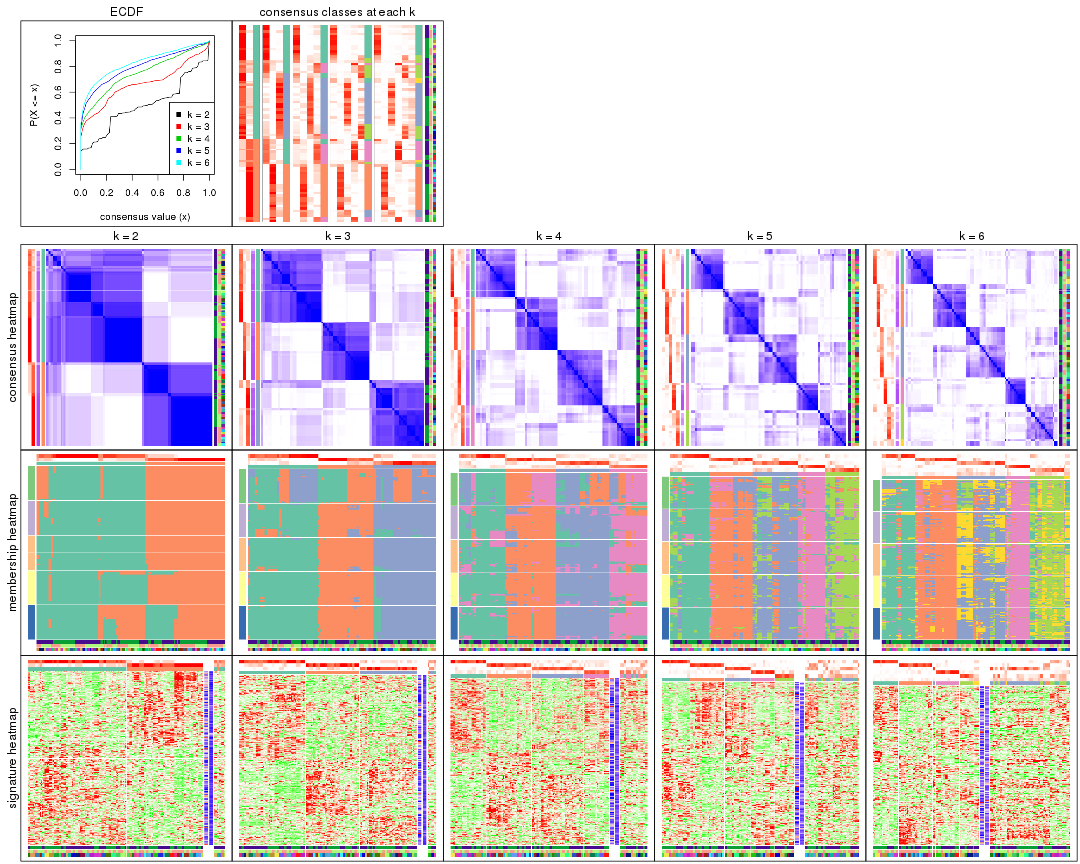 ECDF
consensus classes at each k
P(X <= x)
0.0 0.2 0.4 0.6 0.8 1.0
k = 2
k = 3
k = 4
k = 5
k = 6
0.0 0.2 0.4 0.6 0.8 1.0
consensus value (x)
k = 2 k = 3 k = 4 k = 5 k = 6
consensus heatmap
membership heatmap
signature heatmap